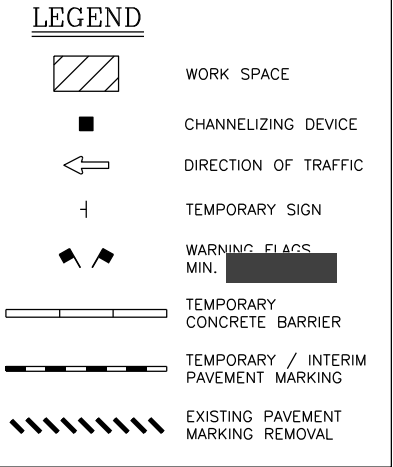 LEGEND
WORK SPACE
CHANNELIZING DEVICE
DIRECTION OF TRAFFIC
TEMPORARY SIGN
WARNING FLAGS
MIN.
TEMPORARY
CONCRETE BARRIER
TEMPORARY / INTERIM
PAVEMENT MARKING
EXISTING PAVEMENT
MARKING REMOVAL